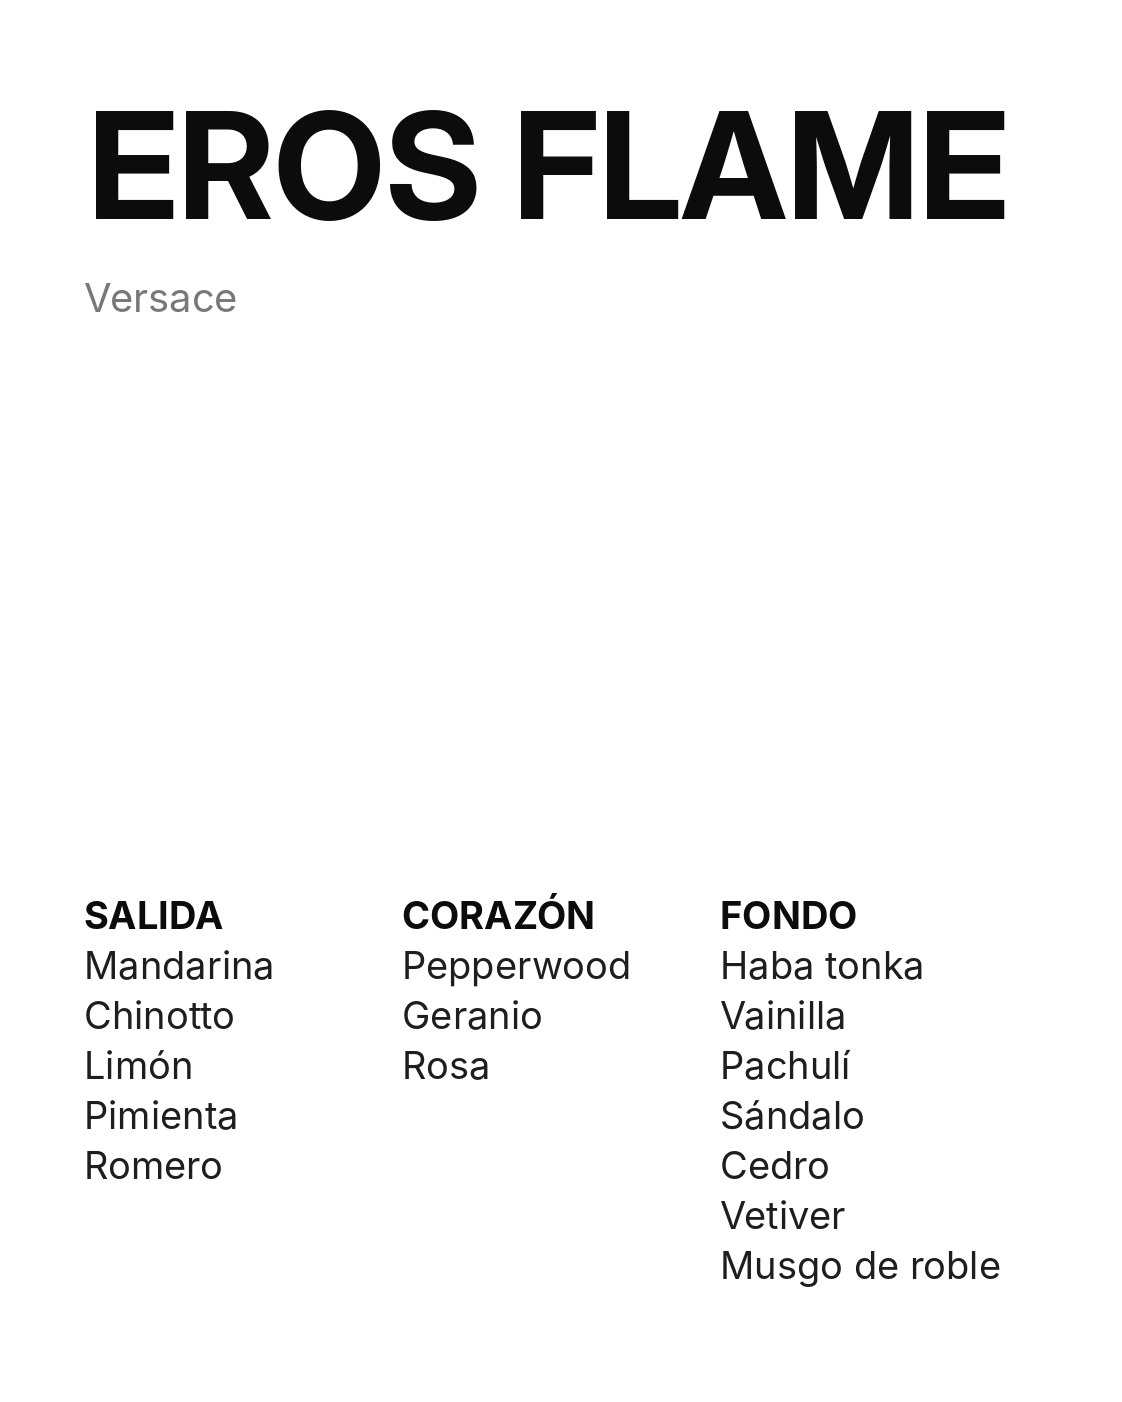 EROS FLAME
Versace
SALIDA
Mandarina
Chinotto
Limón
Pimienta
Romero
CORAZÓN
Pepperwood
Geranio
Rosa
FONDO
Haba tonka
Vainilla
Pachulí
Sándalo
Cedro
Vetiver
Musgo de roble